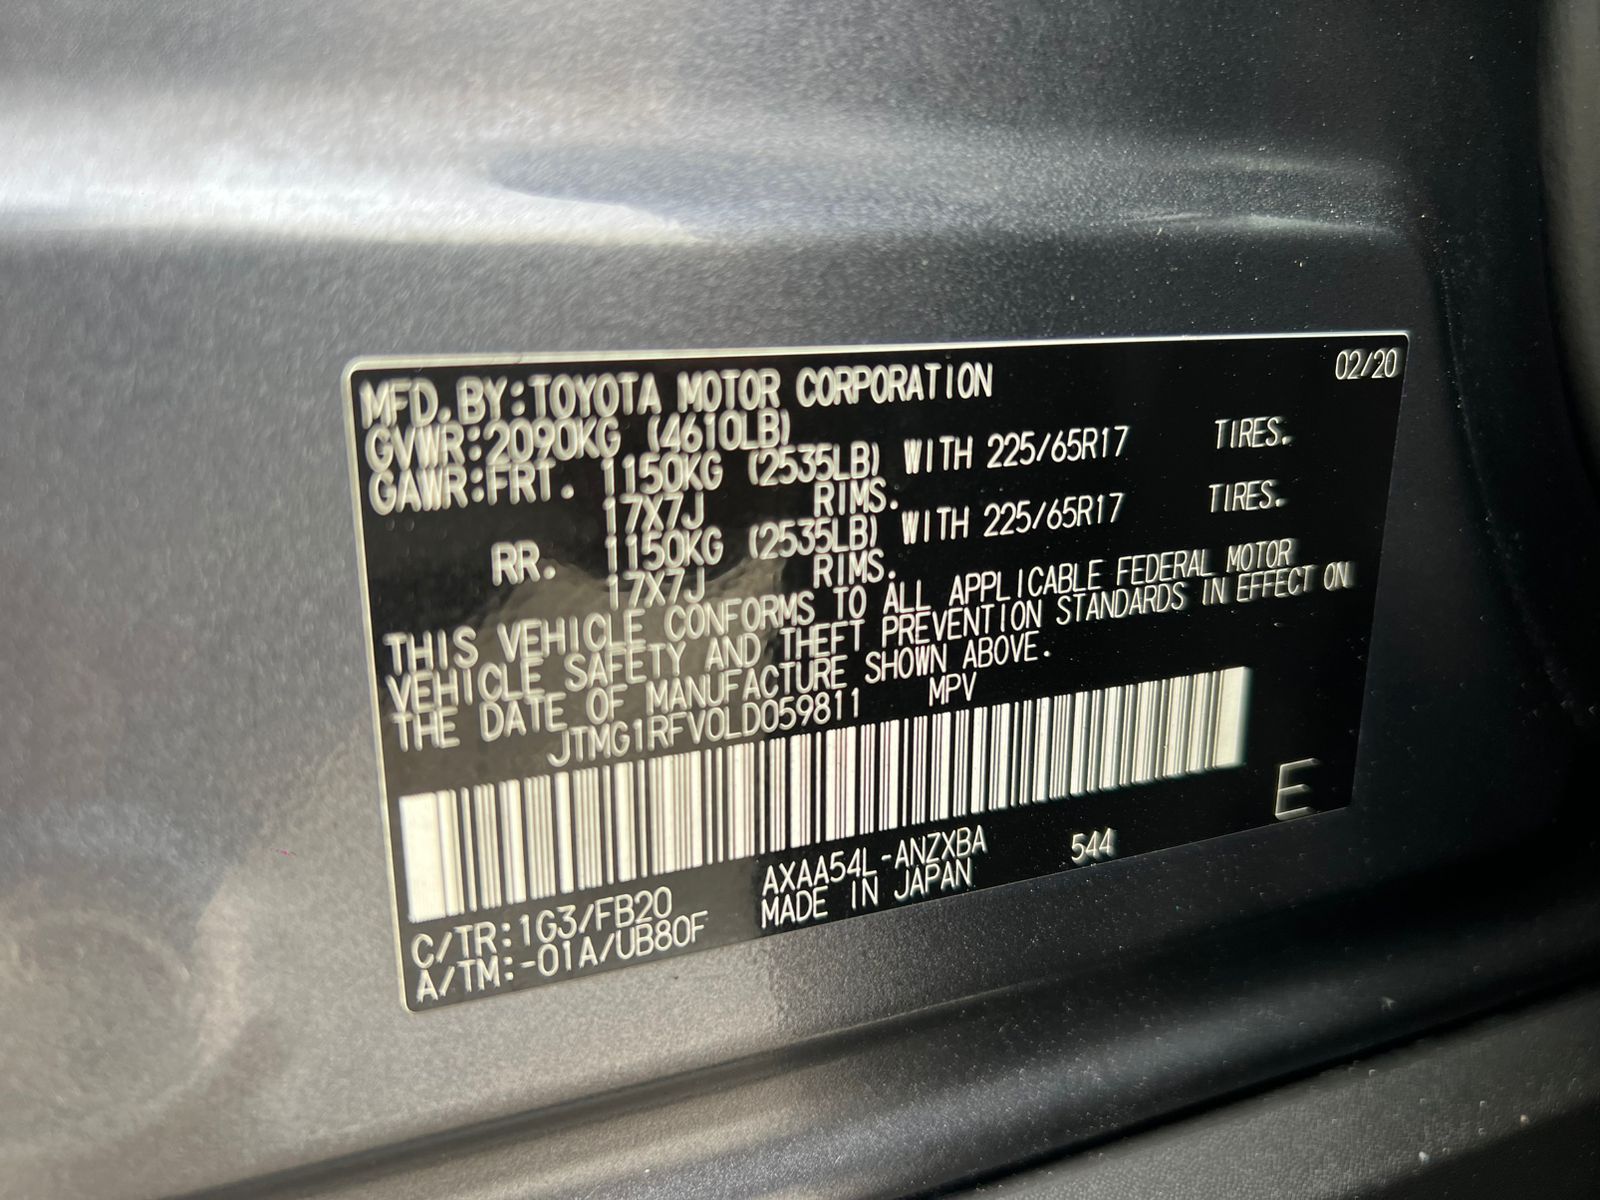 02/20
MFD.BY:TOYOTA MOTOR CORPORATION
GVWR:2090KG (4610LB)
GAWR:FRT. 1150KG (2535LB) WITH 225/65R17 TIRES.
17X7J RIMS.
RR. 1150KG (2535LB) WITH 225/65R17 TIRES.
17X7J RIMS.
THIS VEHICLE CONFORMS TO ALL APPLICABLE FEDERAL MOTOR
VEHICLE SAFETY AND THEFT PREVENTION STANDARDS IN EFFECT ON
THE DATE OF MANUFACTURE SHOWN ABOVE.
JTMG1RFV0LD059811 MPV
E
C/TR:1G3/FB20 AXAA54L-ANZXBA 544
A/TM:-01A/UB80F MADE IN JAPAN